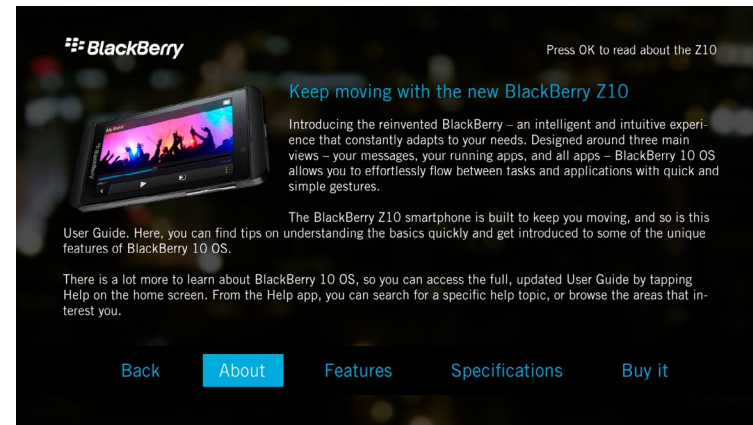 BlackBerry
Press OK to read about the Z10
Keep moving with the new BlackBerry Z10
Introducing the reinvented BlackBerry – an intelligent and intuitive experi-
ence that constantly adapts to your needs. Designed around three main
views – your messages, your running apps, and all apps – BlackBerry 10 OS
allows you to effortlessly flow between tasks and applications with quick and
simple gestures.
The BlackBerry Z10 smartphone is built to keep you moving, and so is this
User Guide. Here, you can find tips on understanding the basics quickly and get introduced to some of the unique
features of BlackBerry 10 OS.
There is a lot more to learn about BlackBerry 10 OS, so you can access the full, updated User Guide by tapping
Help on the home screen. From the Help app, you can search for a specific help topic, or browse the areas that in-
terest you.
My Band
BlackBerry
Back About Features Specifications Buy it